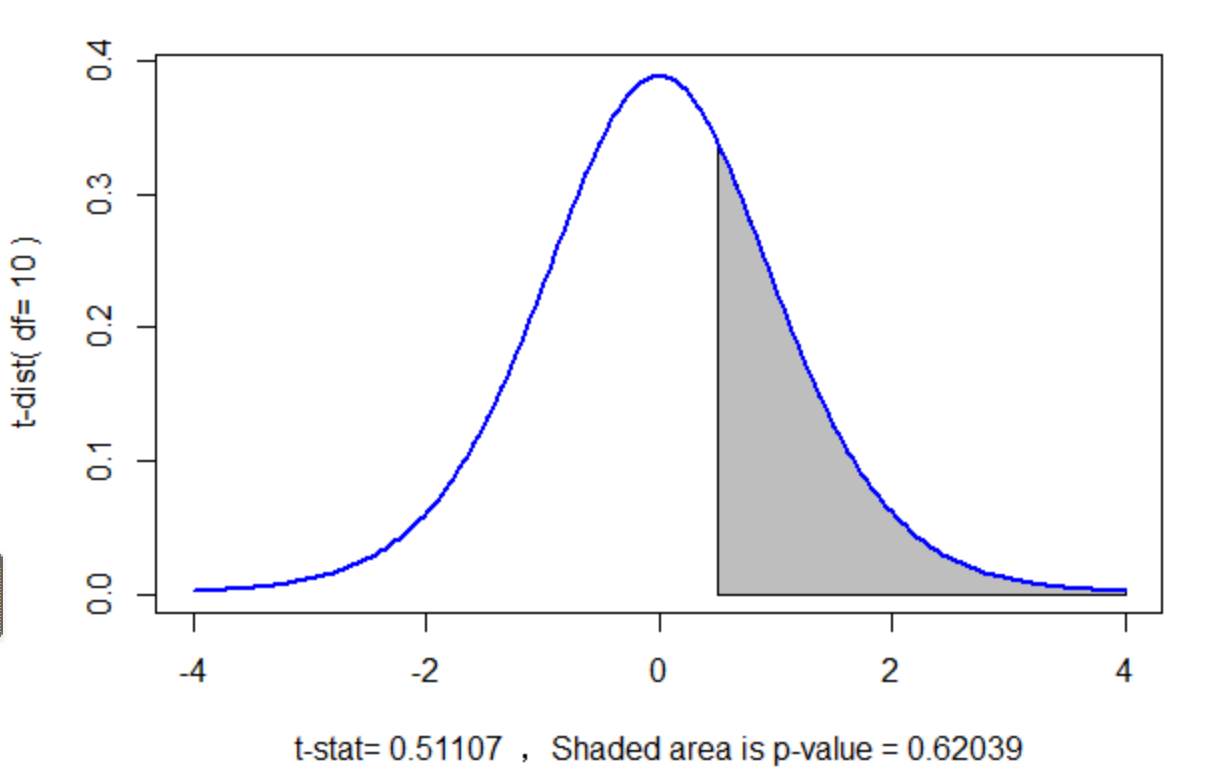 0.4
0.3
0.2
0.1
0.0
t-dist( df= 10 )
-4 -2 0 2 4
t-stat= 0.51107 , Shaded area is p-value = 0.62039